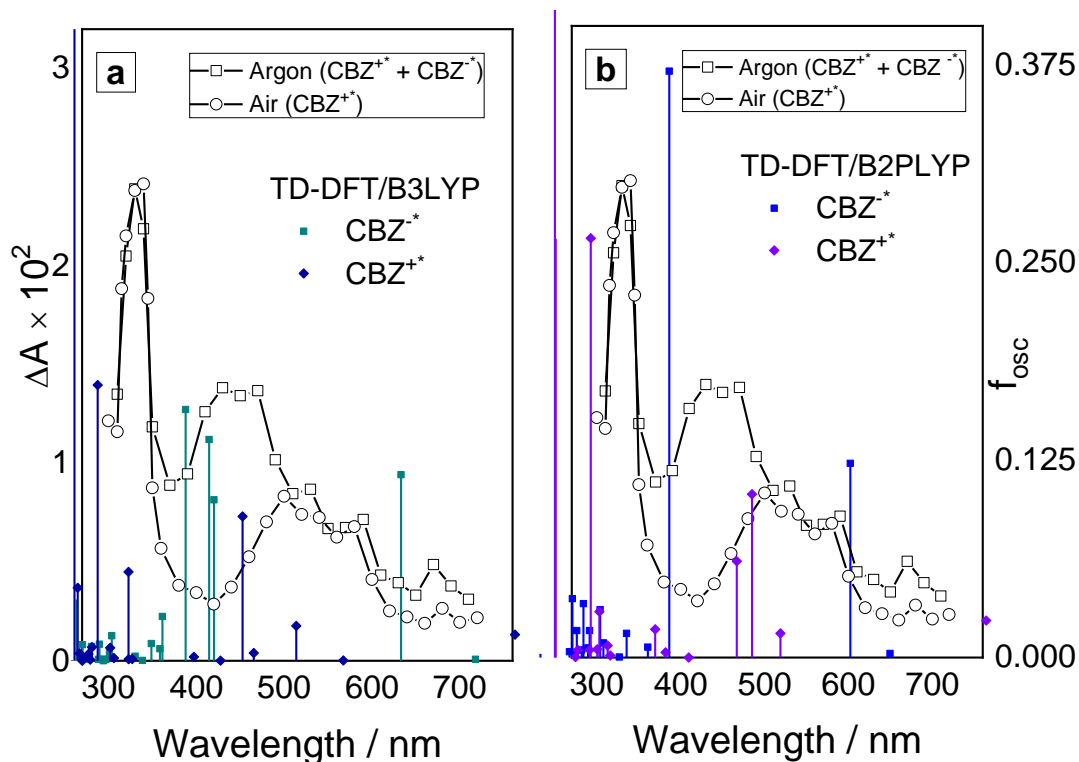 a
Argon (CBZ⁺* + CBZ⁻*)
Air (CBZ⁺*)
TD-DFT/B3LYP
CBZ⁻*
CBZ⁺*
3
2
1
0
ΔA × 10²
300 400 500 600 700
Wavelength / nm
b
Argon (CBZ⁺* + CBZ ⁻*)
Air (CBZ⁺*)
TD-DFT/B2PLYP
CBZ⁻*
CBZ⁺*
0.375
0.250
0.125
0.000
fosc
300 400 500 600 700
Wavelength / nm